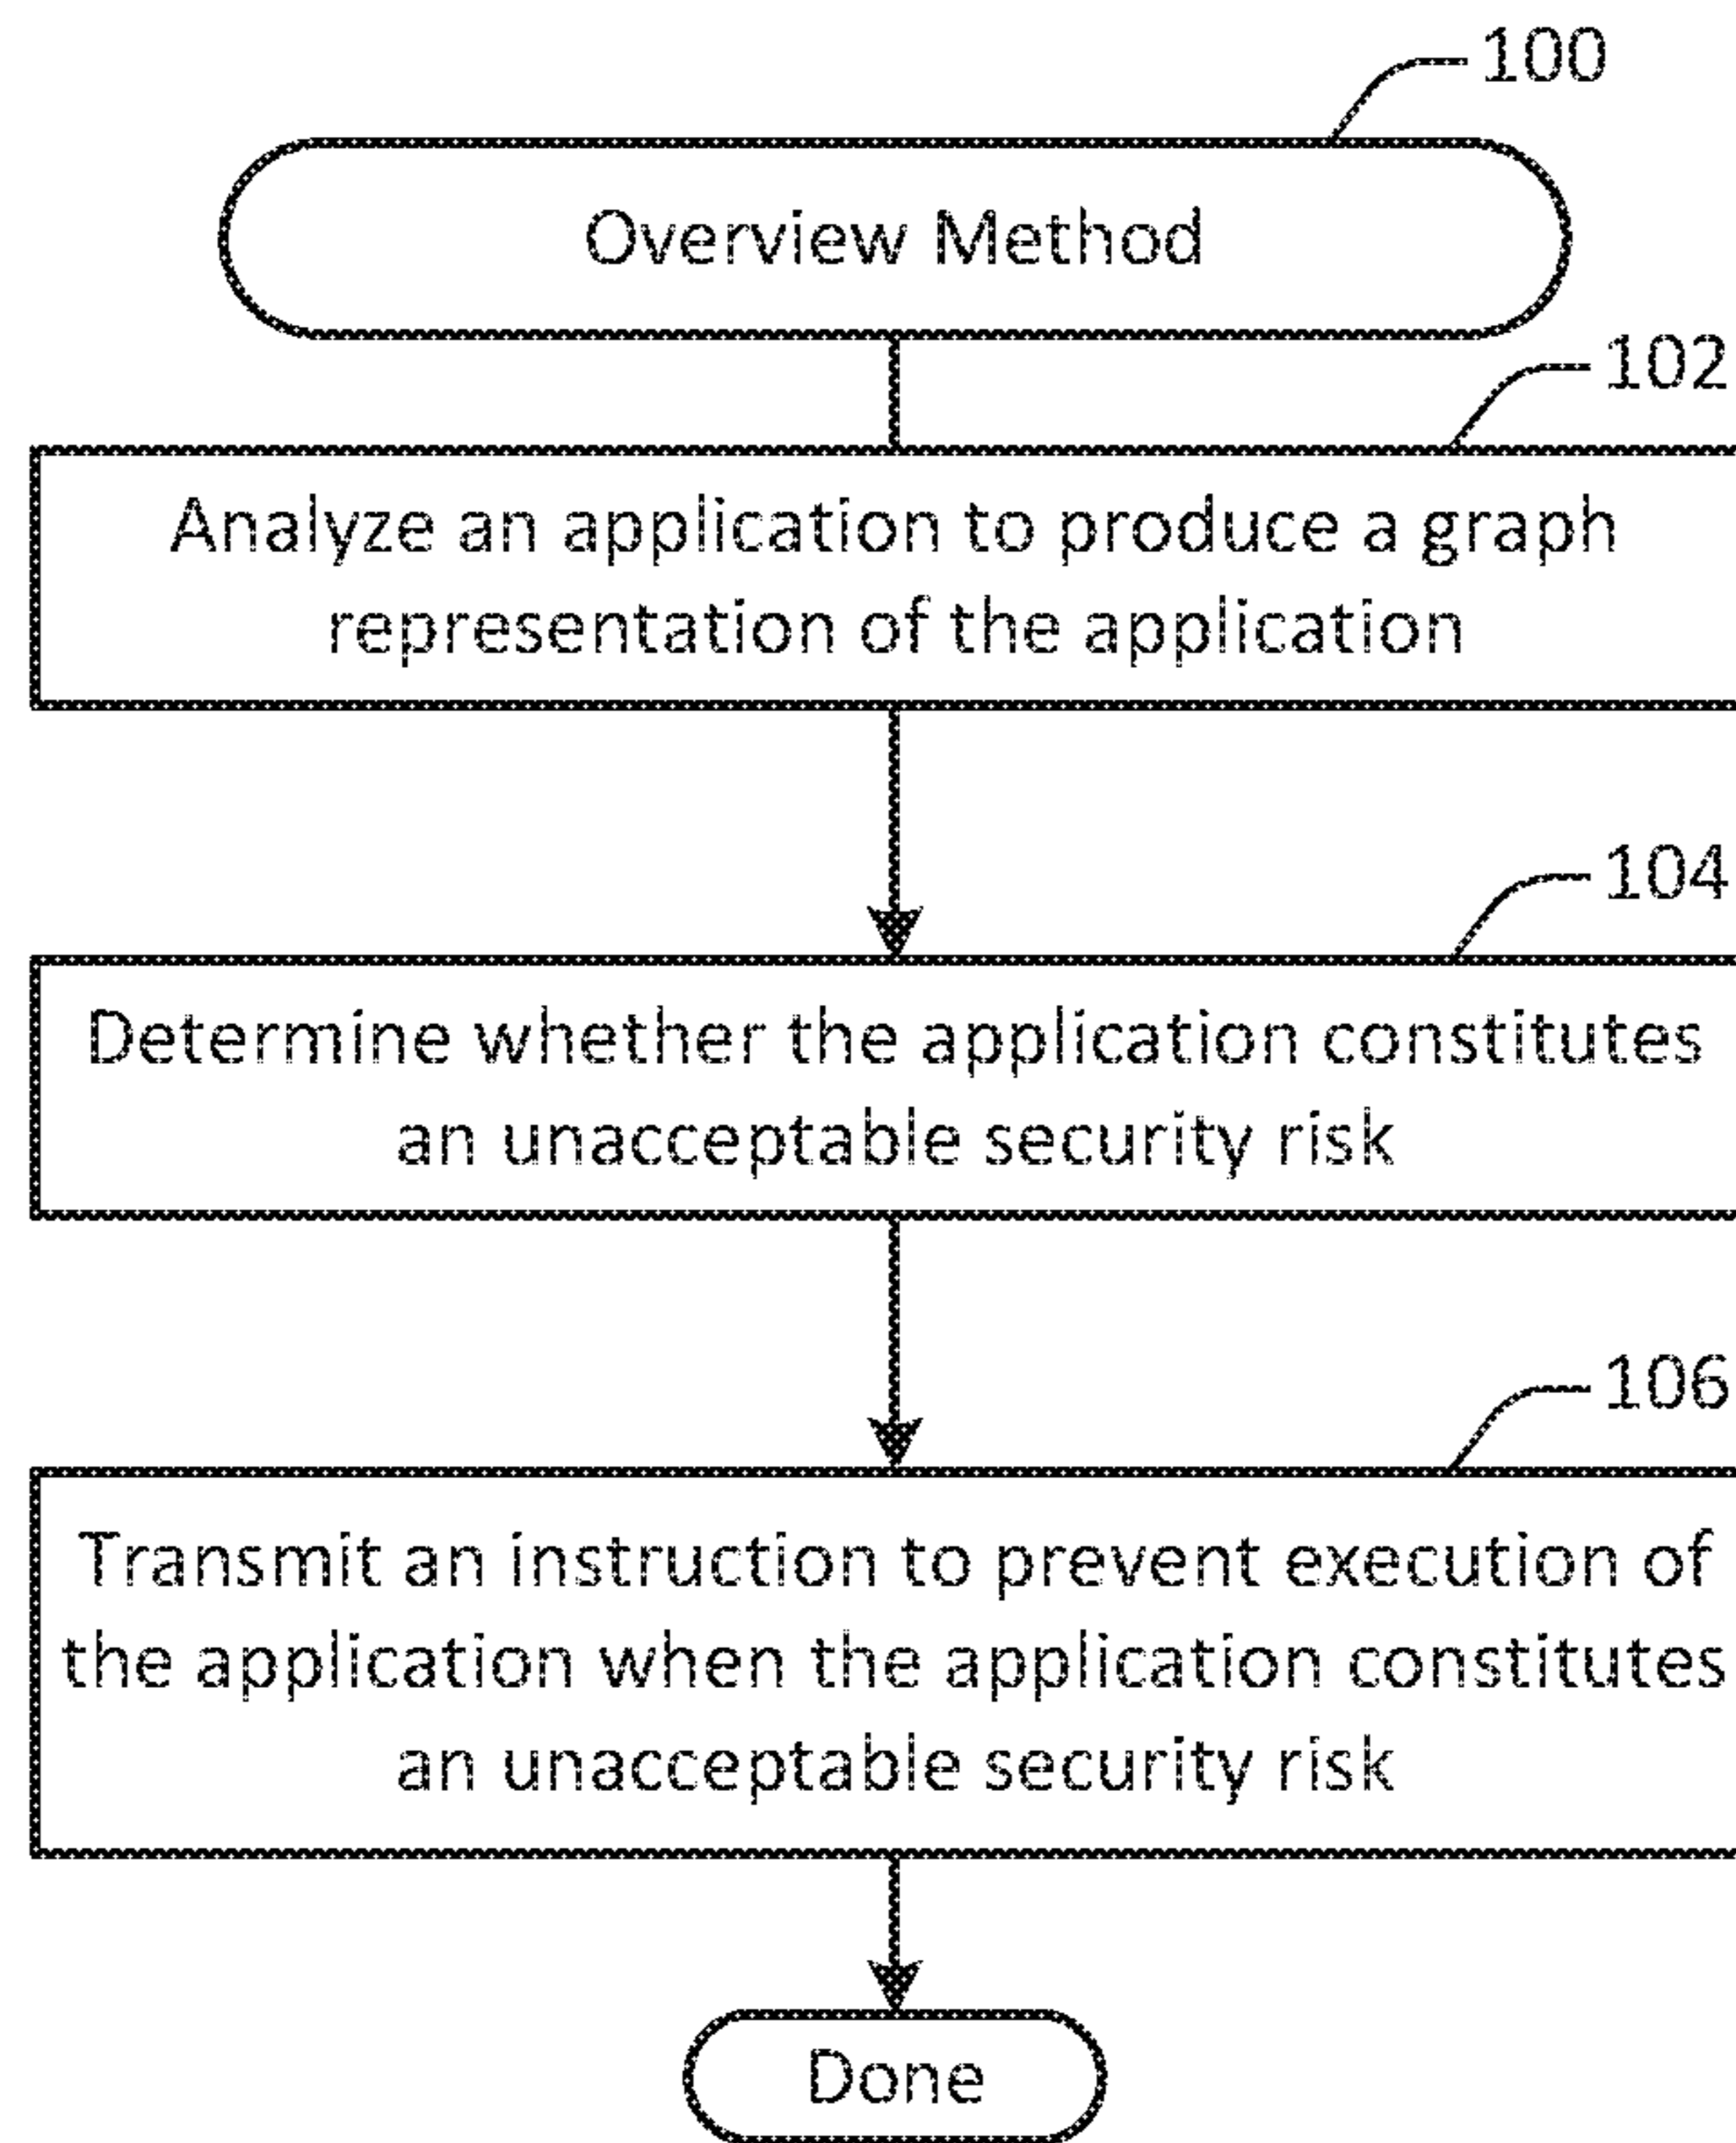 100
Overview Method
102
Analyze an application to produce a graph
representation of the application
104
Determine whether the application constitutes
an unacceptable security risk
106
Transmit an instruction to prevent execution of
the application when the application constitutes
an unacceptable security risk
Done